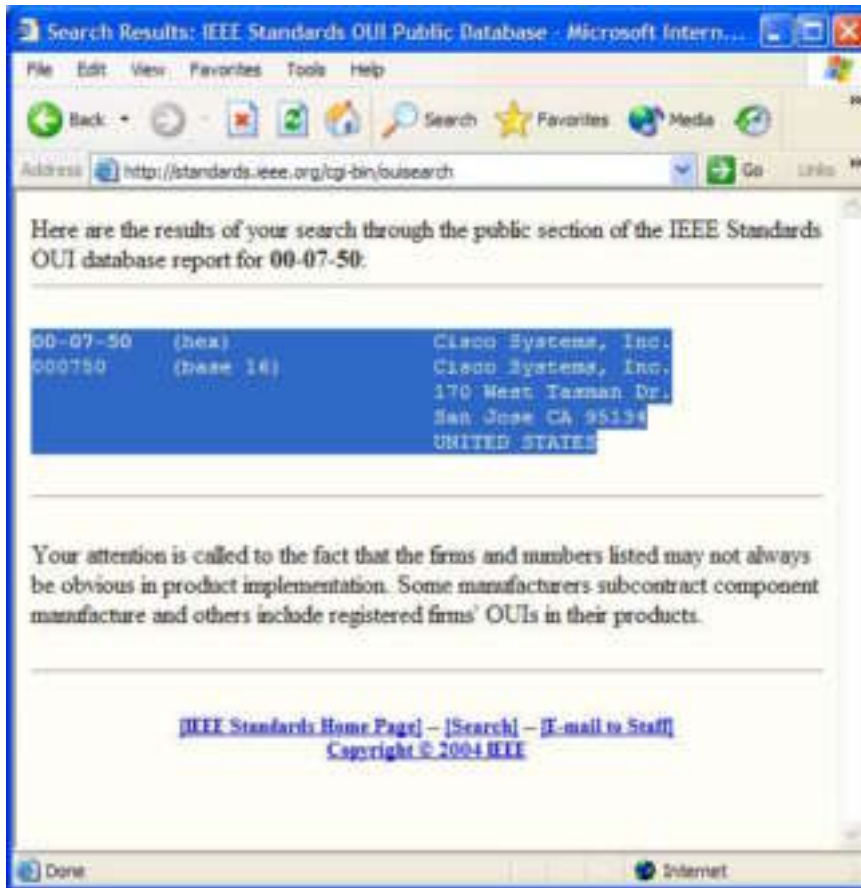 Search Results: IEEE Standards OUI Public Database - Microsoft Intern...
File Edit View Favorites Tools Help
Back Search Favorites Media
Address http://standards.ieee.org/cgi-bin/ouisearch Go Links
Here are the results of your search through the public section of the IEEE Standards
OUI database report for 00-07-50:
00-07-50 (hex) Cisco Systems, Inc.
000750 (base 16) Cisco Systems, Inc.
170 West Tasman Dr.
San Jose CA 95134
UNITED STATES
Your attention is called to the fact that the firms and numbers listed may not always
be obvious in product implementation. Some manufacturers subcontract component
manufacture and others include registered firms' OUIs in their products.
[IEEE Standards Home Page] -- [Search] -- [E-mail to Staff]
Copyright © 2004 IEEE
Done Internet